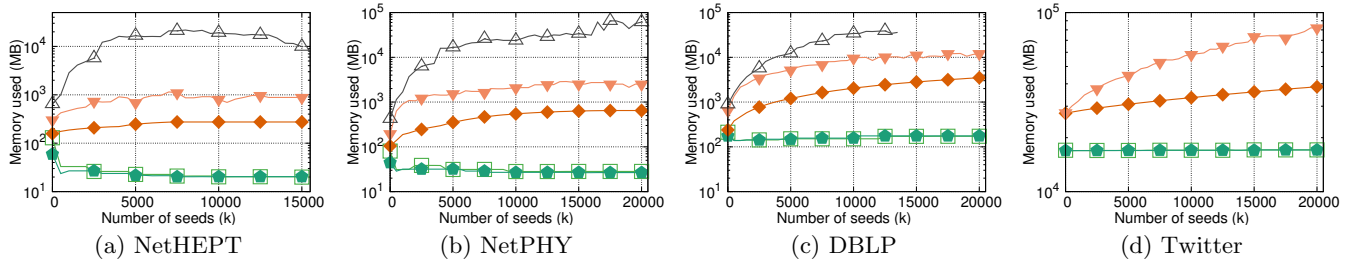 Memory used (MB)
10^4
10^3
10^2
10^1
0
5000
10000
15000
Number of seeds (k)
(a) NetHEPT
Memory used (MB)
10^5
10^4
10^3
10^2
10^1
0
5000
10000
15000
20000
Number of seeds (k)
(b) NetPHY
Memory used (MB)
10^5
10^4
10^3
10^2
10^1
0
5000
10000
15000
20000
Number of seeds (k)
(c) DBLP
Memory used (MB)
10^5
10^4
0
5000
10000
15000
20000
Number of seeds (k)
(d) Twitter